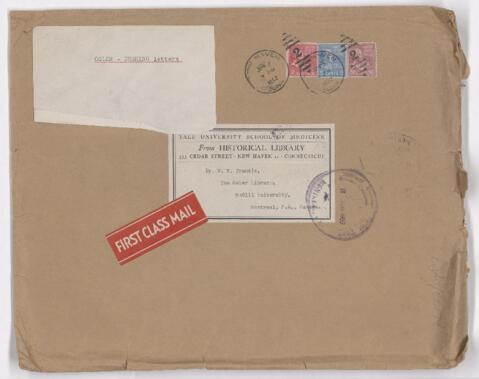 OSLER - CUSHING letters
YALE UNIVERSITY SCHOOL OF MEDICINE
From HISTORICAL LIBRARY
333 CEDAR STREET · NEW HAVEN 11 · CONNECTICUT
Dr. W. W. Francis,
The Osler Library,
McGill University,
Montreal, P.Q., Canada
FIRST CLASS MAIL